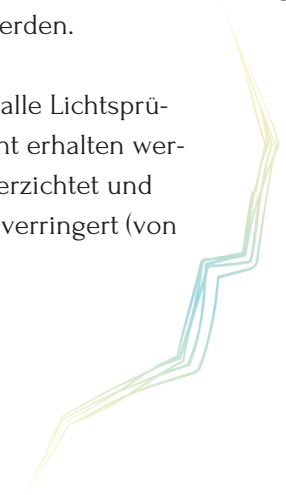 erden.
alle Lichtsprü-
nt erhalten wer-
erzichtet und
verringert (von